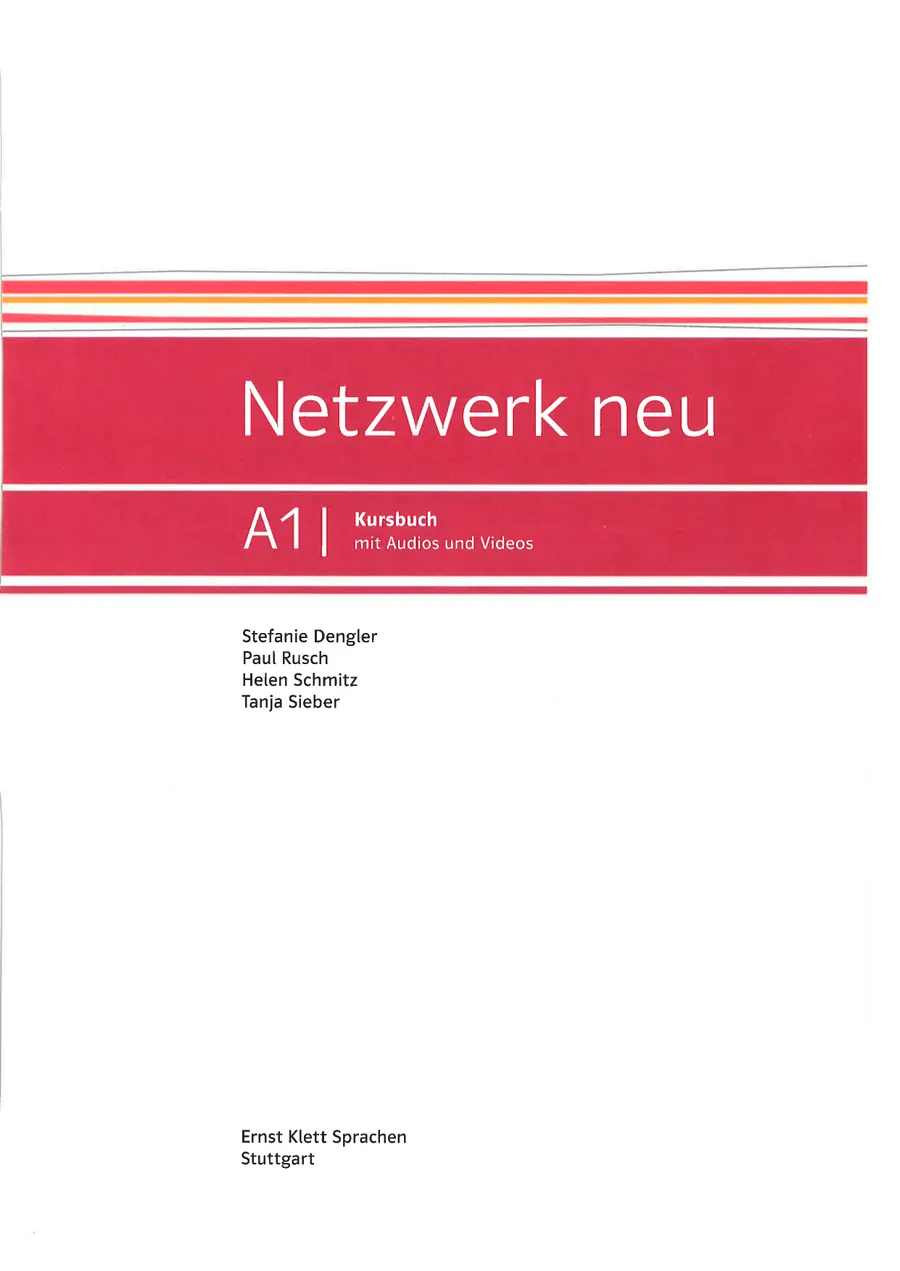 Netzwerk neu
A1 | Kursbuch
mit Audios und Videos
Stefanie Dengler
Paul Rusch
Helen Schmitz
Tanja Sieber
Ernst Klett Sprachen
Stuttgart